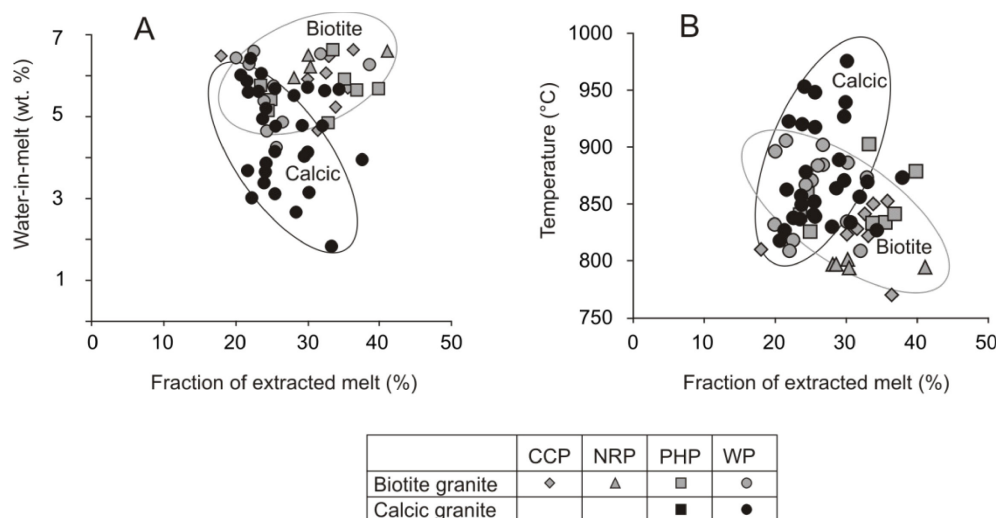 A
Biotite
Calcic
7
5
3
1
Water-in-melt (wt. %)
0 10 20 30 40 50
Fraction of extracted melt (%)
B
Calcic
Biotite
1000
950
900
850
800
750
Temperature (°C)
0 10 20 30 40 50
Fraction of extracted melt (%)
CCP NRP PHP WP
Biotite granite
Calcic granite